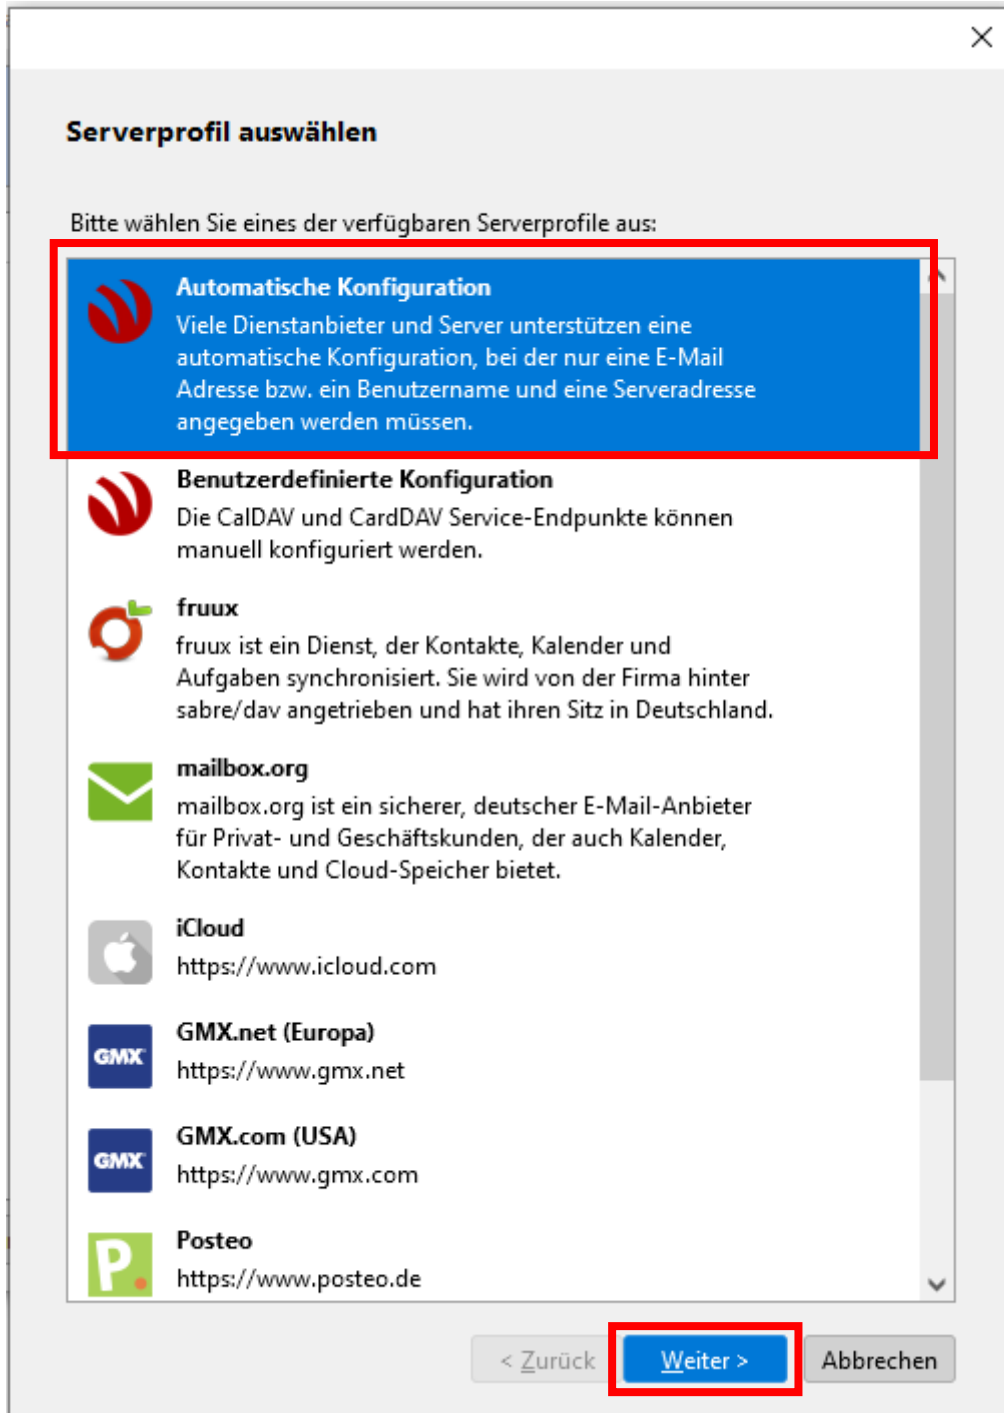 Serverprofil auswählen
Bitte wählen Sie eines der verfügbaren Serverprofile aus:
Automatische Konfiguration
Viele Dienstanbieter und Server unterstützen eine
automatische Konfiguration, bei der nur eine E-Mail
Adresse bzw. ein Benutzername und eine Serveradresse
angegeben werden müssen.
Benutzerdefinierte Konfiguration
Die CalDAV und CardDAV Service-Endpunkte können
manuell konfiguriert werden.
fruux
fruux ist ein Dienst, der Kontakte, Kalender und
Aufgaben synchronisiert. Sie wird von der Firma hinter
sabre/dav angetrieben und hat ihren Sitz in Deutschland.
mailbox.org
mailbox.org ist ein sicherer, deutscher E-Mail-Anbieter
für Privat- und Geschäftskunden, der auch Kalender,
Kontakte und Cloud-Speicher bietet.
iCloud
https://www.icloud.com
GMX
GMX.net (Europa)
https://www.gmx.net
GMX
GMX.com (USA)
https://www.gmx.com
P.
Posteo
https://www.posteo.de
< Zurück Weiter > Abbrechen